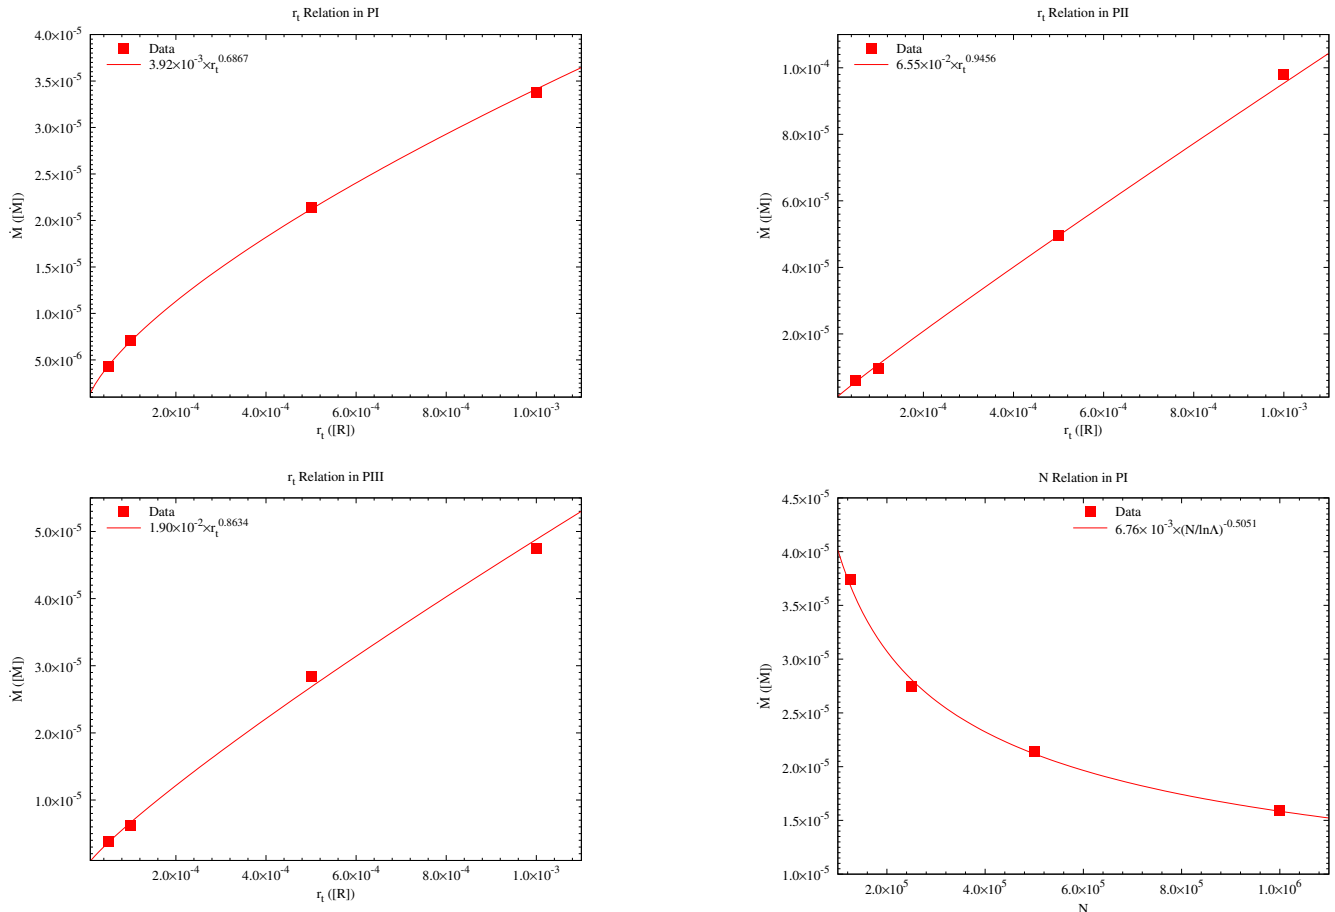 r_t Relation in PI
Data
3.92×10^-3×r_t^0.6867
4.0×10^-5
3.5×10^-5
3.0×10^-5
2.5×10^-5
2.0×10^-5
1.5×10^-5
1.0×10^-5
5.0×10^-6
Ṁ ([Ṁ])
2.0×10^-4
4.0×10^-4
6.0×10^-4
8.0×10^-4
1.0×10^-3
r_t ([R])
r_t Relation in PII
Data
6.55×10^-2×r_t^0.9456
1.0×10^-4
8.0×10^-5
6.0×10^-5
4.0×10^-5
2.0×10^-5
Ṁ ([Ṁ])
2.0×10^-4
4.0×10^-4
6.0×10^-4
8.0×10^-4
1.0×10^-3
r_t ([R])
r_t Relation in PIII
Data
1.90×10^-2×r_t^0.8634
5.0×10^-5
4.0×10^-5
3.0×10^-5
2.0×10^-5
1.0×10^-5
Ṁ ([Ṁ])
2.0×10^-4
4.0×10^-4
6.0×10^-4
8.0×10^-4
1.0×10^-3
r_t ([R])
N Relation in PI
Data
6.76× 10^-3×(N/lnΛ)^-0.5051
4.5×10^-5
4.0×10^-5
3.5×10^-5
3.0×10^-5
2.5×10^-5
2.0×10^-5
1.5×10^-5
1.0×10^-5
Ṁ ([Ṁ])
2.0×10^5
4.0×10^5
6.0×10^5
8.0×10^5
1.0×10^6
N